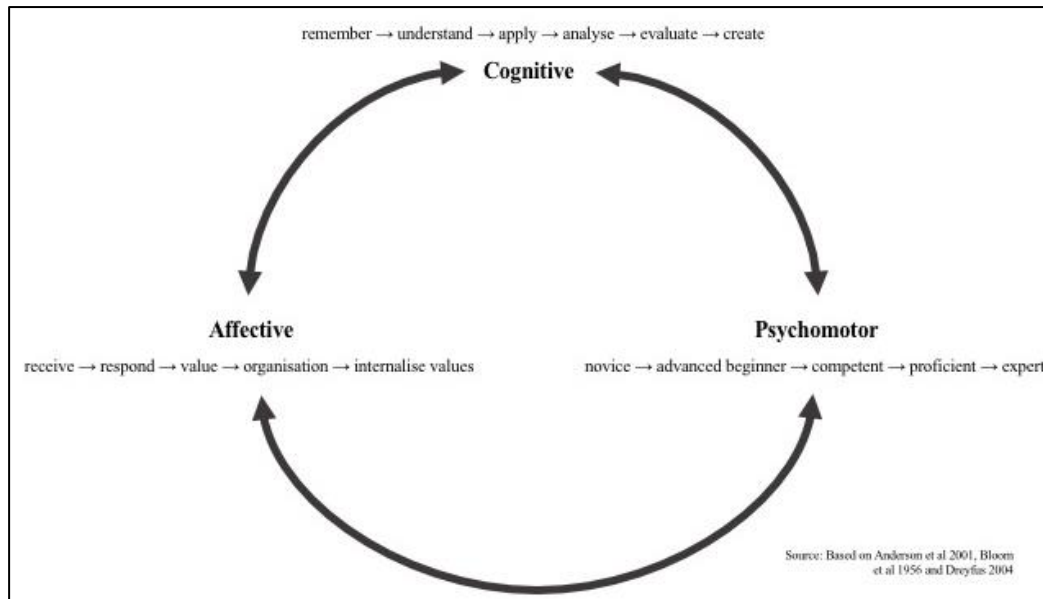 remember → understand → apply → analyse → evaluate → create
Cognitive
Affective
receive → respond → value → organisation → internalise values
Psychomotor
novice → advanced beginner → competent → proficient → expert
Source: Based on Anderson et al 2001, Bloom
et al 1956 and Dreyfus 2004